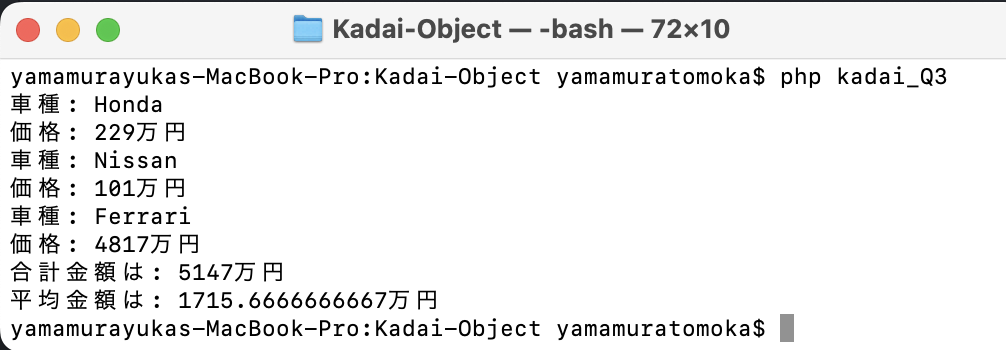 Kadai-Object — -bash — 72×10
yamamurayukas-MacBook-Pro:Kadai-Object yamamuratomoka$ php kadai_Q3
車種: Honda
価格: 229万円
車種: Nissan
価格: 101万円
車種: Ferrari
価格: 4817万円
合計金額は: 5147万円
平均金額は: 1715.6666666667万円
yamamurayukas-MacBook-Pro:Kadai-Object yamamuratomoka$